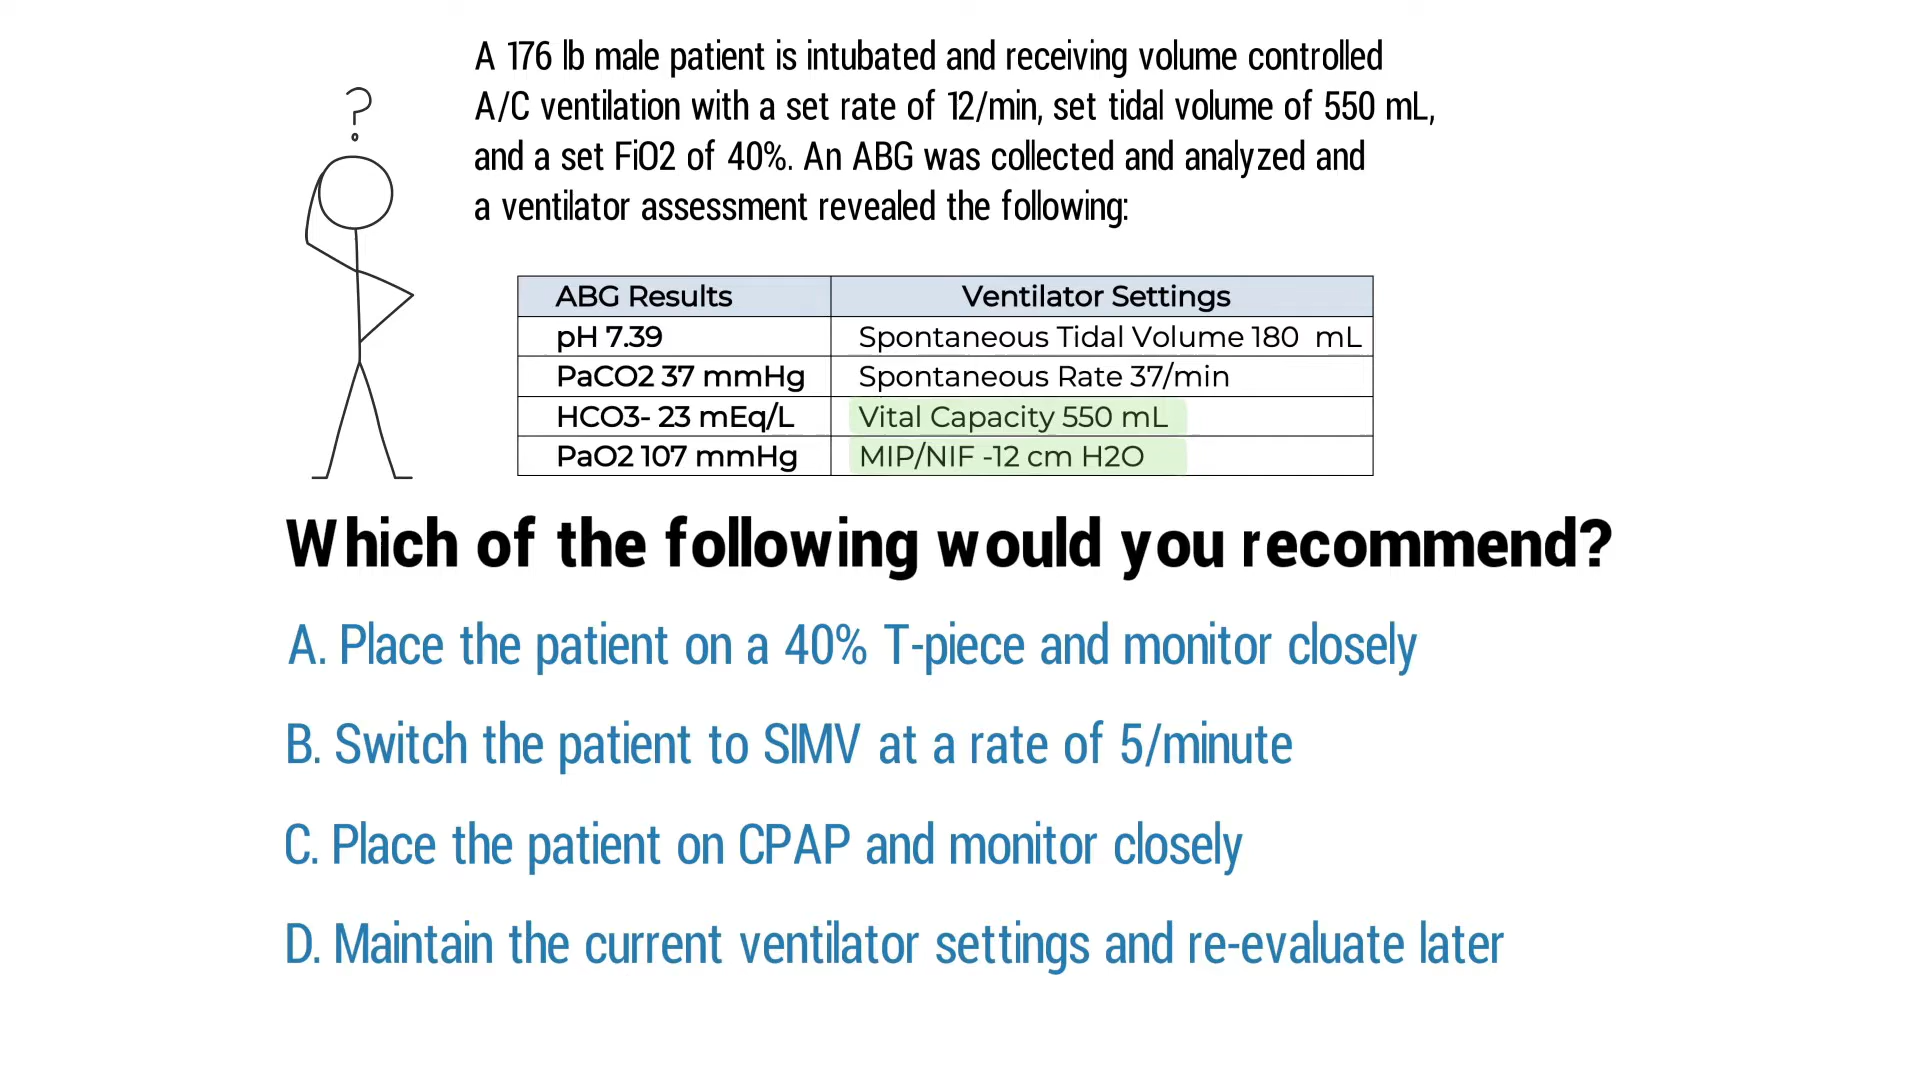 A 176 lb male patient is intubated and receiving volume controlled
A/C ventilation with a set rate of 12/min, set tidal volume of 550 mL,
and a set FiO2 of 40%. An ABG was collected and analyzed and
a ventilator assessment revealed the following:
?
ABG Results Ventilator Settings
pH 7.39 Spontaneous Tidal Volume 180 mL
PaCO2 37 mmHg Spontaneous Rate 37/min
HCO3- 23 mEq/L Vital Capacity 550 mL
PaO2 107 mmHg MIP/NIF -12 cm H2O
Which of the following would you recommend?
A. Place the patient on a 40% T-piece and monitor closely
B. Switch the patient to SIMV at a rate of 5/minute
C. Place the patient on CPAP and monitor closely
D. Maintain the current ventilator settings and re-evaluate later